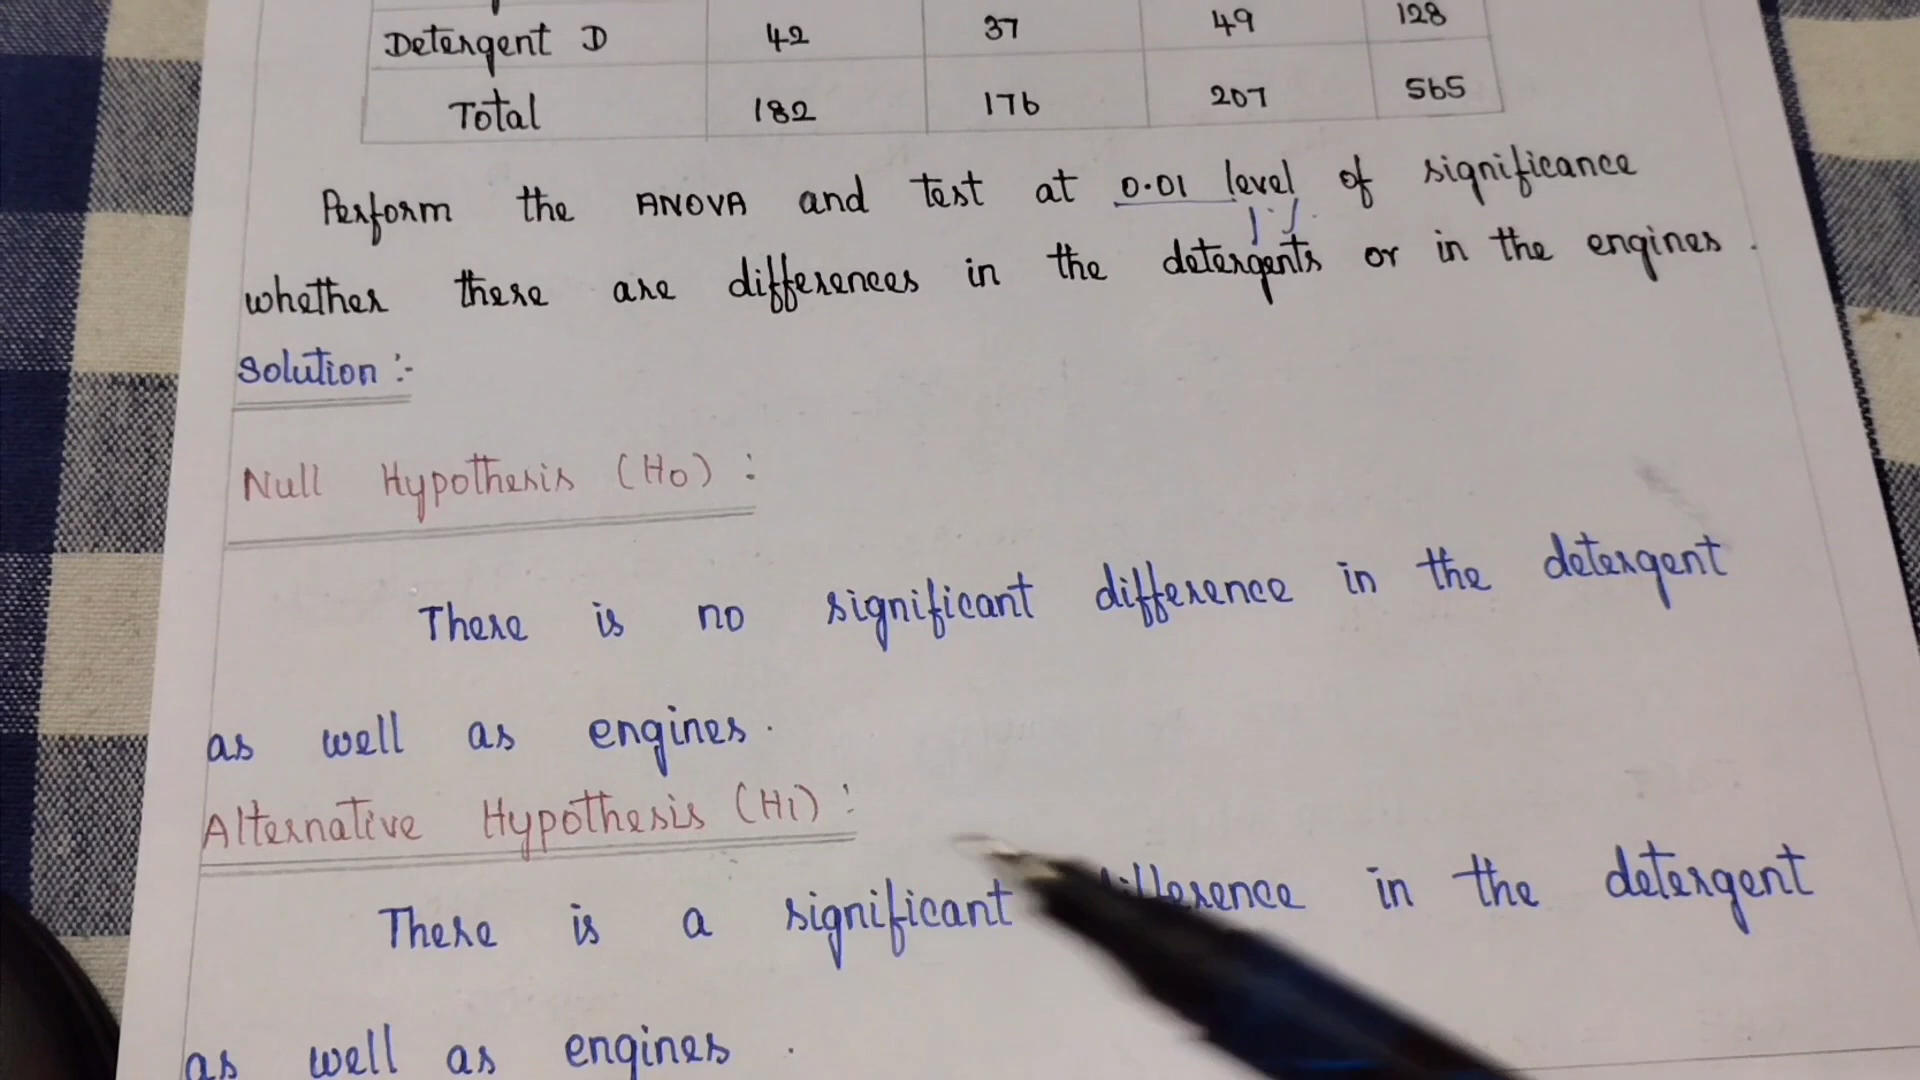 Detergent D 42 37 49 128
Total 182 176 207 565
Perform the ANOVA and test at 0.01 level of significance
1%
whether there are differences in the detergents or in the engines.
Solution :-
Null Hypothesis (H0) :
There is no significant difference in the detergent
as well as engines.
Alternative Hypothesis (H1) :
There is a significant difference in the detergent
as well as engines.